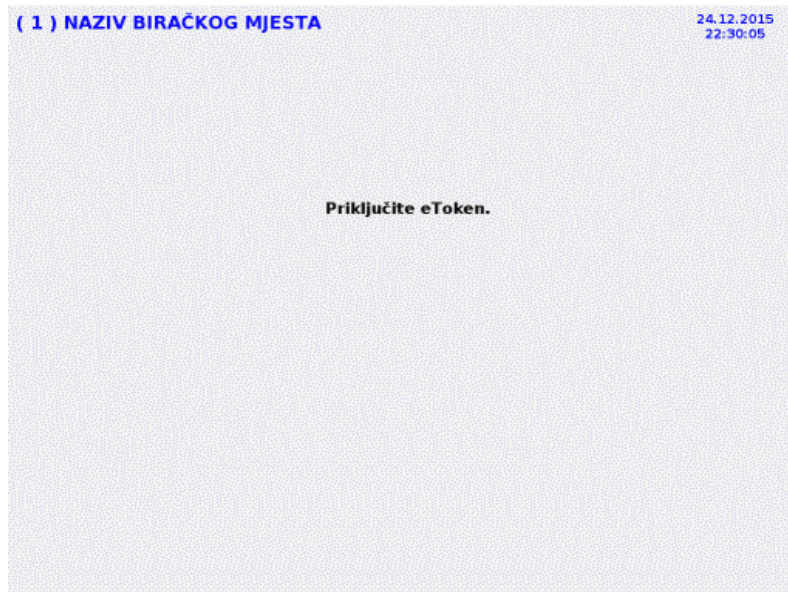 ( 1 ) NAZIV BIRAČKOG MJESTA
24.12.2015
22:30:05
Priključite eToken.